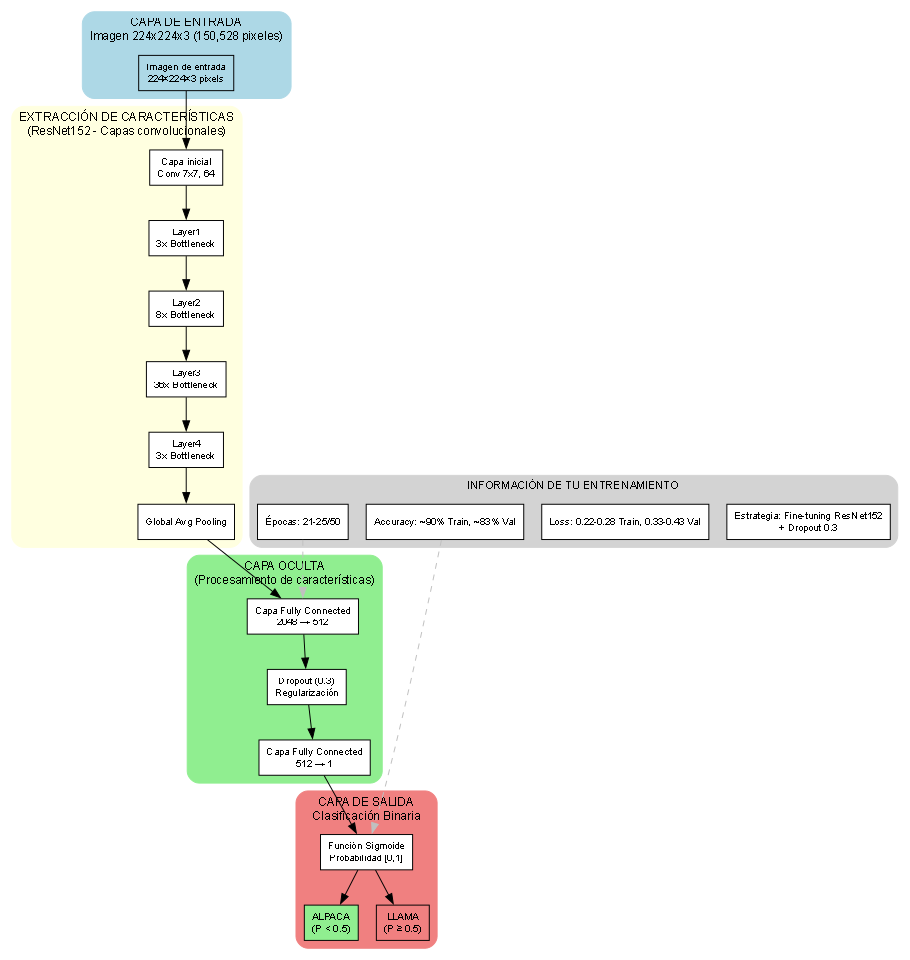 CAPA DE ENTRADA
Imagen 224x224x3 (150,528 pixeles)
Imagen de entrada
224×224×3 pixels
EXTRACCIÓN DE CARACTERÍSTICAS
(ResNet152 - Capas convolucionales)
Capa inicial
Conv 7x7, 64
Layer1
3x Bottleneck
Layer2
8x Bottleneck
Layer3
36x Bottleneck
Layer4
3x Bottleneck
Global Avg Pooling
INFORMACIÓN DE TU ENTRENAMIENTO
Épocas: 21-25/50
Accuracy: ~90% Train, ~83% Val
Loss: 0.22-0.28 Train, 0.33-0.43 Val
Estrategia: Fine-tuning ResNet152
+ Dropout 0.3
CAPA OCULTA
(Procesamiento de características)
Capa Fully Connected
2048 → 512
Dropout (0.3)
Regularización
Capa Fully Connected
512 → 1
CAPA DE SALIDA
Clasificación Binaria
Función Sigmoide
Probabilidad [0,1]
ALPACA
(P < 0.5)
LLAMA
(P ≥ 0.5)